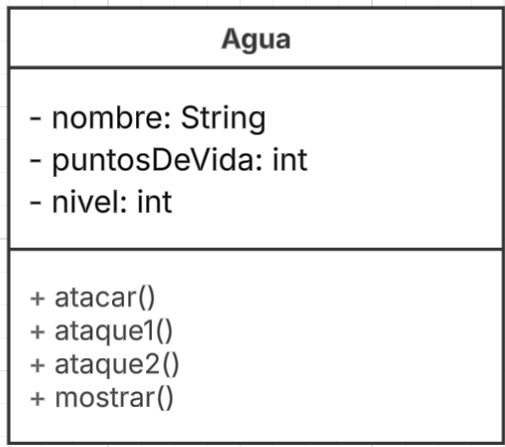 Agua
- nombre: String
- puntosDeVida: int
- nivel: int
+ atacar()
+ ataque1()
+ ataque2()
+ mostrar()